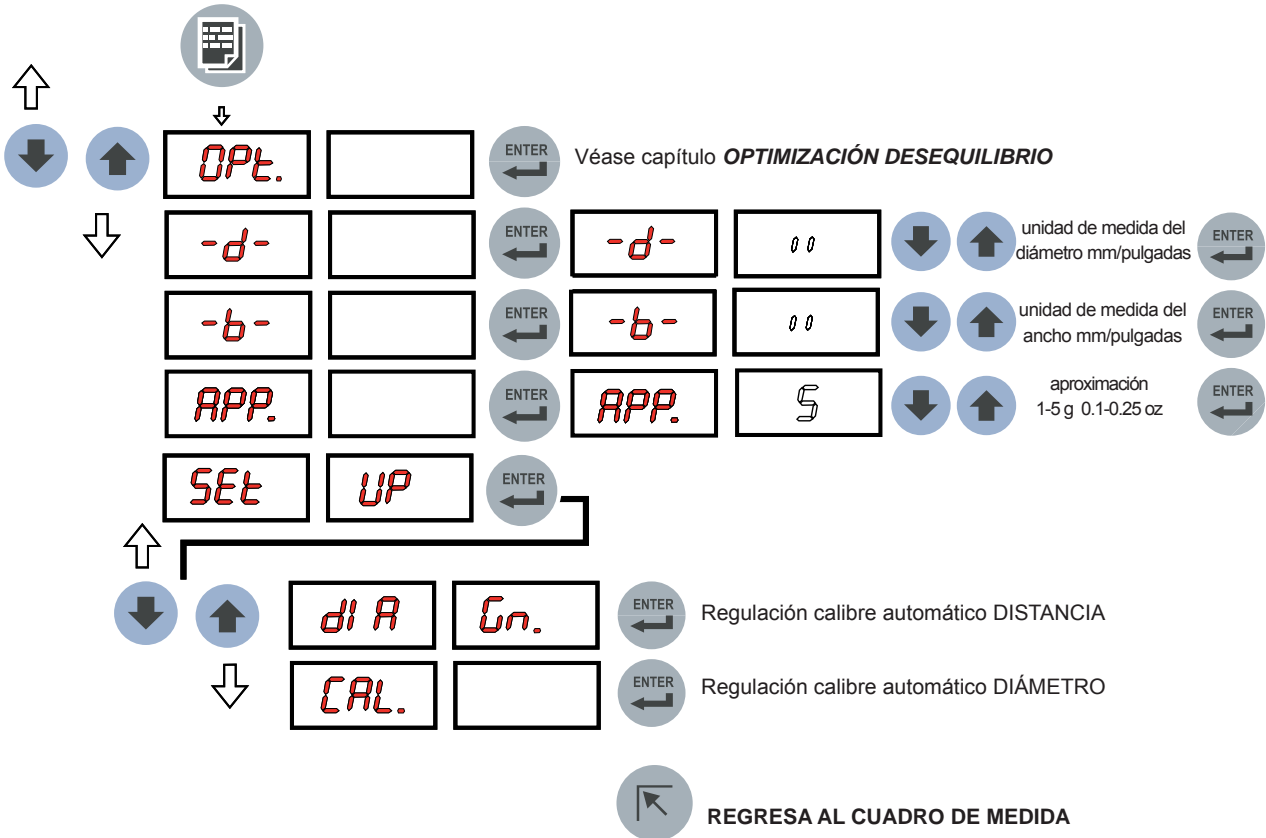 OPt.
ENTER
Véase capítulo OPTIMIZACIÓN DESEQUILIBRIO
-d-
ENTER
-d-
00
unidad de medida del
diámetro mm/pulgadas
ENTER
-b-
ENTER
-b-
00
unidad de medida del
ancho mm/pulgadas
ENTER
APP.
ENTER
APP.
5
aproximación
1-5 g 0.1-0.25 oz
ENTER
SEt UP
ENTER
dIA Gn.
ENTER
Regulación calibre automático DISTANCIA
CAL.
ENTER
Regulación calibre automático DIÁMETRO
REGRESA AL CUADRO DE MEDIDA